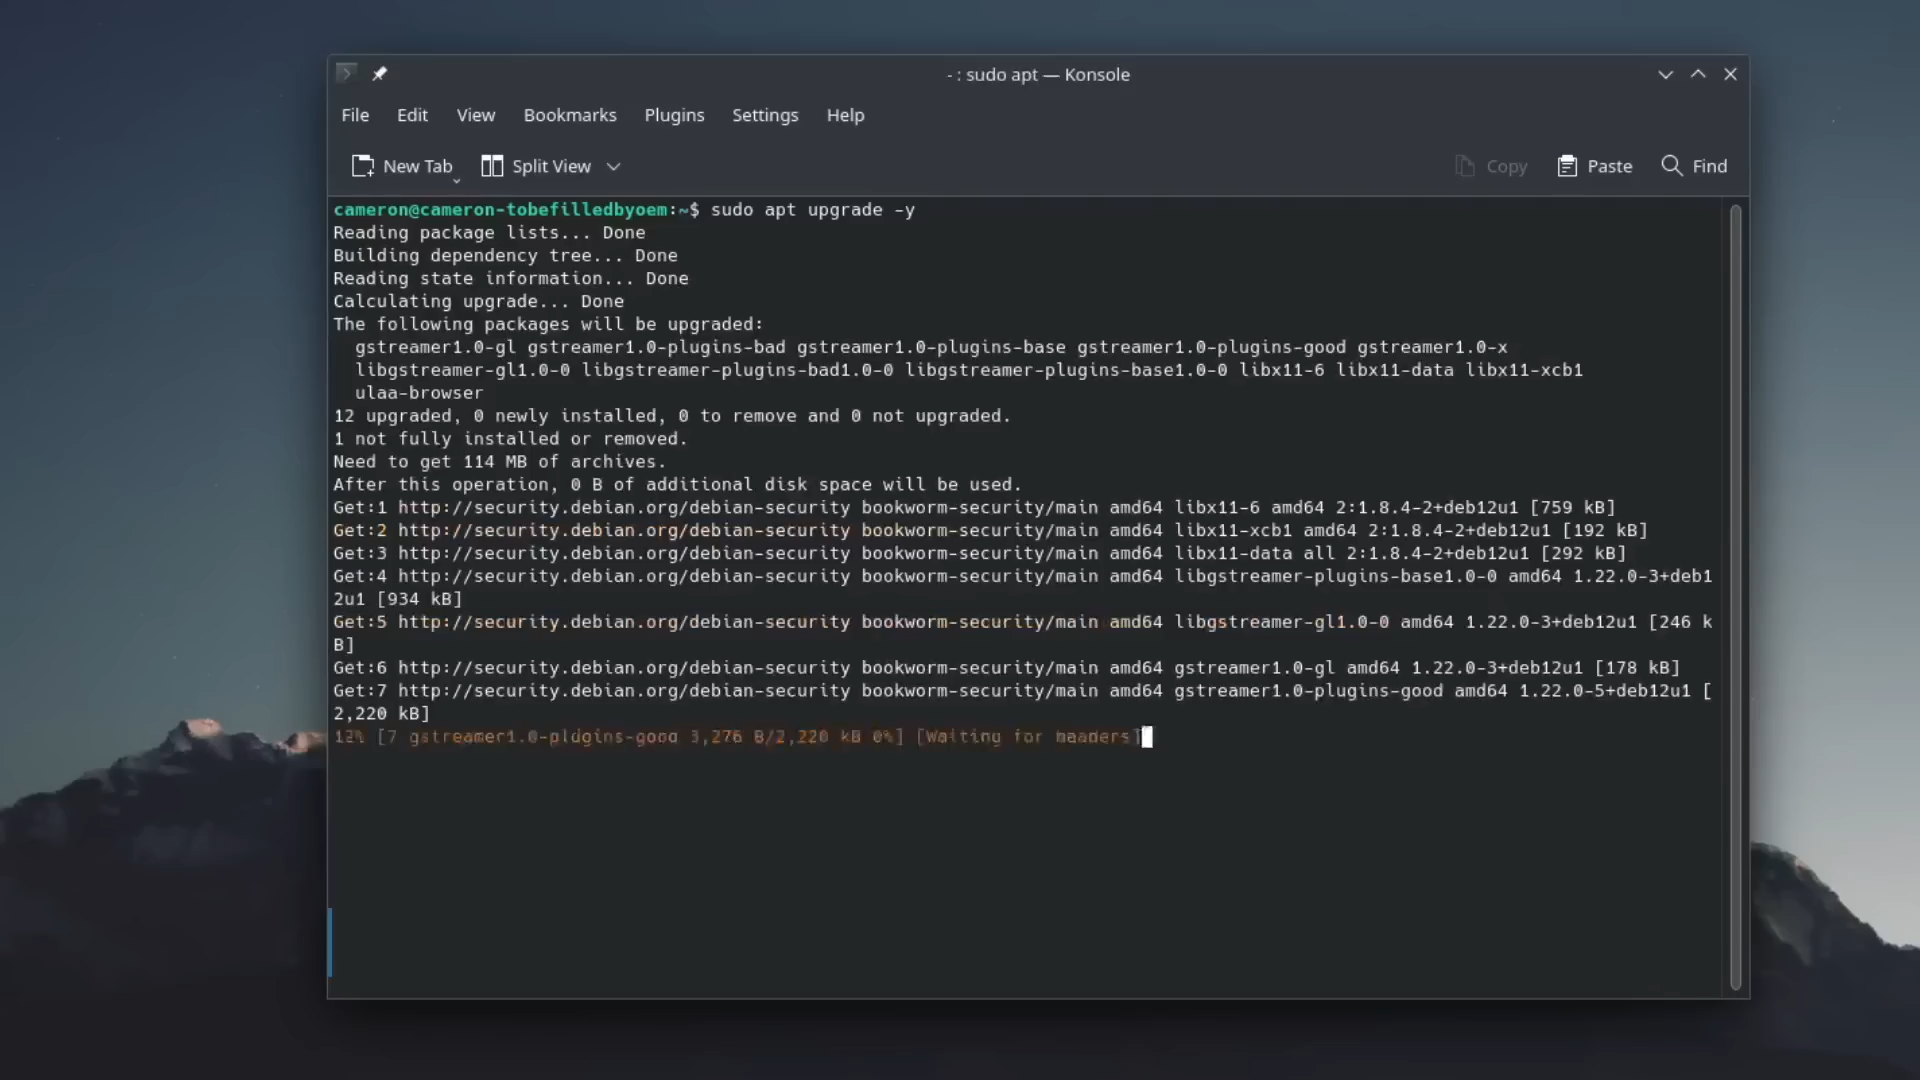 - : sudo apt — Konsole
File Edit View Bookmarks Plugins Settings Help
New Tab Split View Copy Paste Find
cameron@cameron-tobefilledbyoem:~$ sudo apt upgrade -y
Reading package lists... Done
Building dependency tree... Done
Reading state information... Done
Calculating upgrade... Done
The following packages will be upgraded:
gstreamer1.0-gl gstreamer1.0-plugins-bad gstreamer1.0-plugins-base gstreamer1.0-plugins-good gstreamer1.0-x
libgstreamer-gl1.0-0 libgstreamer-plugins-bad1.0-0 libgstreamer-plugins-base1.0-0 libx11-6 libx11-data libx11-xcb1
ulaa-browser
12 upgraded, 0 newly installed, 0 to remove and 0 not upgraded.
1 not fully installed or removed.
Need to get 114 MB of archives.
After this operation, 0 B of additional disk space will be used.
Get:1 http://security.debian.org/debian-security bookworm-security/main amd64 libx11-6 amd64 2:1.8.4-2+deb12u1 [759 kB]
Get:2 http://security.debian.org/debian-security bookworm-security/main amd64 libx11-xcb1 amd64 2:1.8.4-2+deb12u1 [192 kB]
Get:3 http://security.debian.org/debian-security bookworm-security/main amd64 libx11-data all 2:1.8.4-2+deb12u1 [292 kB]
Get:4 http://security.debian.org/debian-security bookworm-security/main amd64 libgstreamer-plugins-base1.0-0 amd64 1.22.0-3+deb1
2u1 [934 kB]
Get:5 http://security.debian.org/debian-security bookworm-security/main amd64 libgstreamer-gl1.0-0 amd64 1.22.0-3+deb12u1 [246 k
B]
Get:6 http://security.debian.org/debian-security bookworm-security/main amd64 gstreamer1.0-gl amd64 1.22.0-3+deb12u1 [178 kB]
Get:7 http://security.debian.org/debian-security bookworm-security/main amd64 gstreamer1.0-plugins-good amd64 1.22.0-5+deb12u1 [
2,220 kB]
[7 gstreamer1.0-plugins-good 3,276 B/2,220 kB 0%] [Waiting for headers]